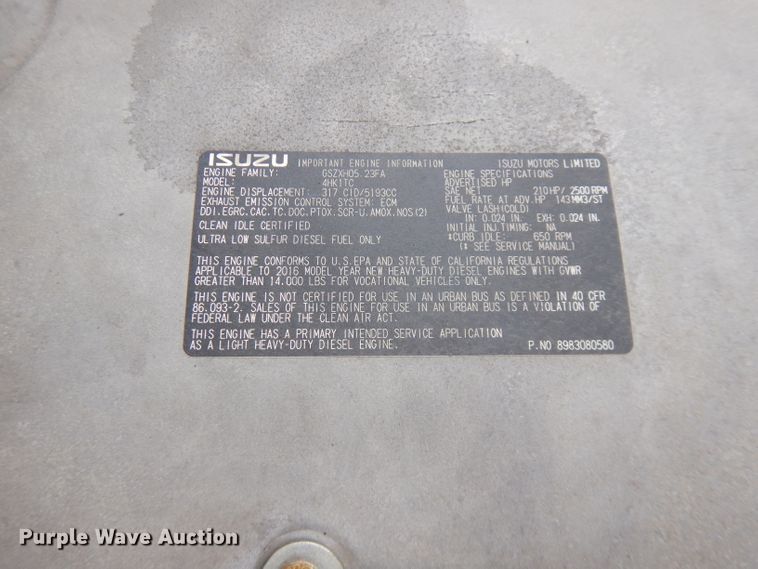 ISUZU IMPORTANT ENGINE INFORMATION ISUZU MOTORS LIMITED
ENGINE FAMILY: GSZXH05.23FA ENGINE SPECIFICATIONS
MODEL: 4HK1TC ADVERTISED HP
ENGINE DISPLACEMENT: 317 CID/5193CC SAE NET 210HP/2500RPM
EXHAUST EMISSION CONTROL SYSTEM: ECM FUEL RATE AT ADV.HP 143MM3/ST
DDI.EGRC.CAC.TC.DOC.PTOX.SCR-U.AMOX.NOS(2) VALVE LASH(COLD)
IN: 0.024 IN. EXH: 0.024 IN.
CLEAN IDLE CERTIFIED INITIAL INJ.TIMING: NA
ULTRA LOW SULFUR DIESEL FUEL ONLY *CURB IDLE: 650 RPM
(* SEE SERVICE MANUAL)
THIS ENGINE CONFORMS TO U.S.EPA AND STATE OF CALIFORNIA REGULATIONS
APPLICABLE TO 2016 MODEL YEAR NEW HEAVY-DUTY DIESEL ENGINES WITH GVWR
GREATER THAN 14.000 LBS FOR VOCATIONAL VEHICLES ONLY.
THIS ENGINE IS NOT CERTIFIED FOR USE IN AN URBAN BUS AS DEFINED IN 40 CFR
86.093-2. SALES OF THIS ENGINE FOR USE IN AN URBAN BUS IS A VIOLATION OF
FEDERAL LAW UNDER THE CLEAN AIR ACT.
THIS ENGINE HAS A PRIMARY INTENDED SERVICE APPLICATION
AS A LIGHT HEAVY-DUTY DIESEL ENGINE. P.NO 8983080580
Purple Wave Auction